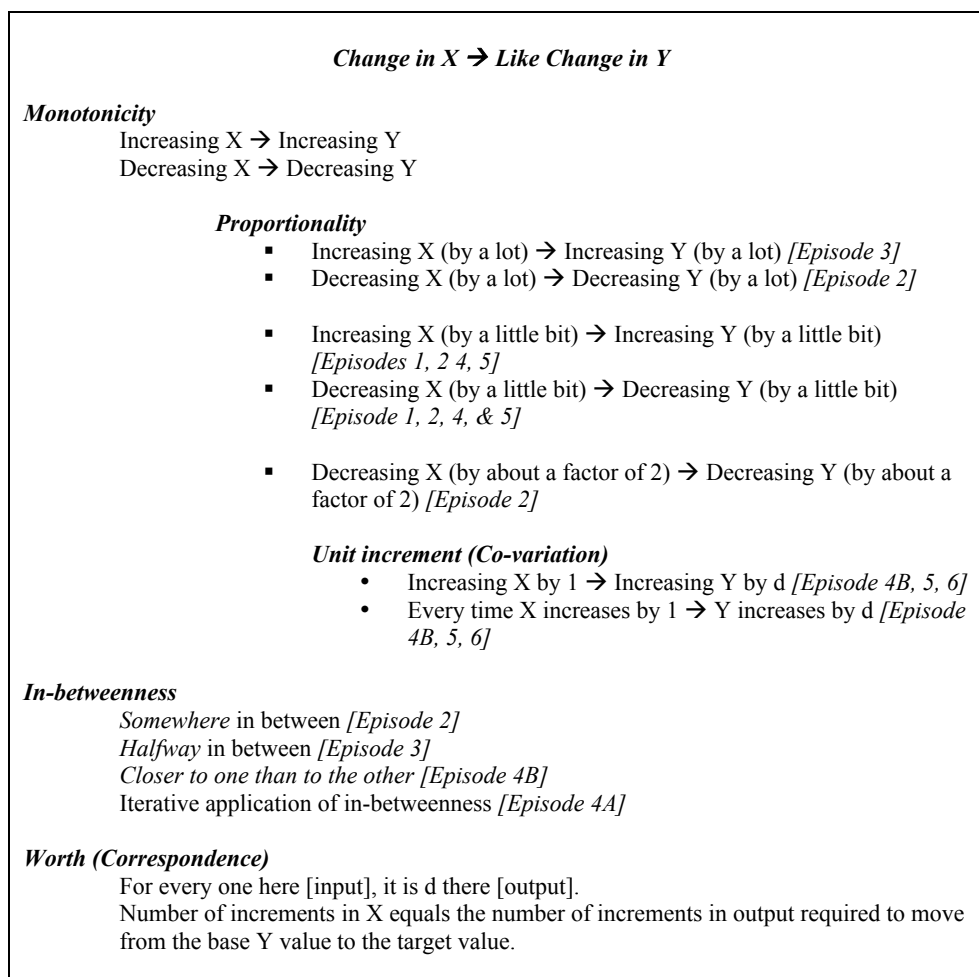 Change in X → Like Change in Y
Monotonicity
Increasing X → Increasing Y
Decreasing X → Decreasing Y
Proportionality
▪ Increasing X (by a lot) → Increasing Y (by a lot) [Episode 3]
▪ Decreasing X (by a lot) → Decreasing Y (by a lot) [Episode 2]
▪ Increasing X (by a little bit) → Increasing Y (by a little bit)
[Episodes 1, 2 4, 5]
▪ Decreasing X (by a little bit) → Decreasing Y (by a little bit)
[Episode 1, 2, 4, & 5]
▪ Decreasing X (by about a factor of 2) → Decreasing Y (by about a
factor of 2) [Episode 2]
Unit increment (Co-variation)
• Increasing X by 1 → Increasing Y by d [Episode 4B, 5, 6]
• Every time X increases by 1 → Y increases by d [Episode
4B, 5, 6]
In-betweenness
Somewhere in between [Episode 2]
Halfway in between [Episode 3]
Closer to one than to the other [Episode 4B]
Iterative application of in-betweenness [Episode 4A]
Worth (Correspondence)
For every one here [input], it is d there [output].
Number of increments in X equals the number of increments in output required to move
from the base Y value to the target value.